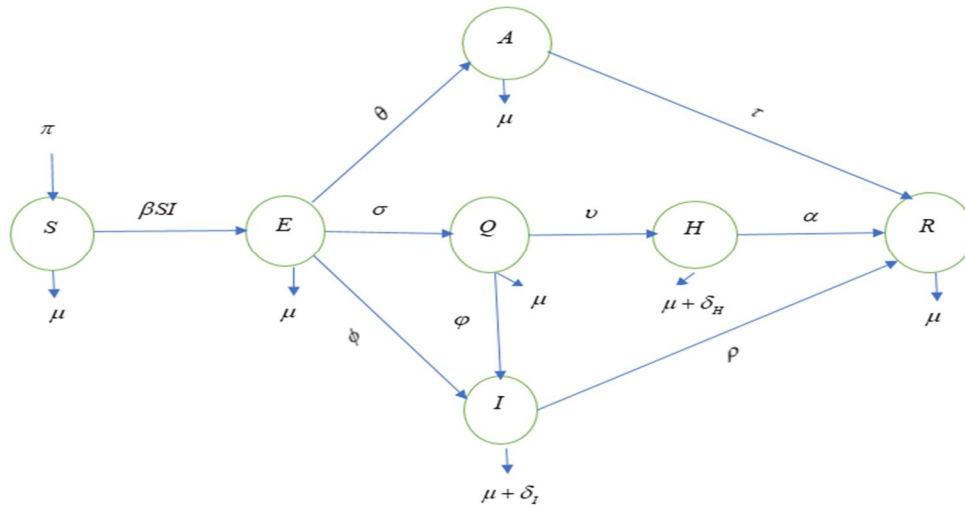 A
μ
θ
τ
π
S
βSI
E
σ
Q
υ
H
α
R
μ
μ
ϕ
φ
μ
μ + δ_H
ρ
μ
I
μ + δ_I